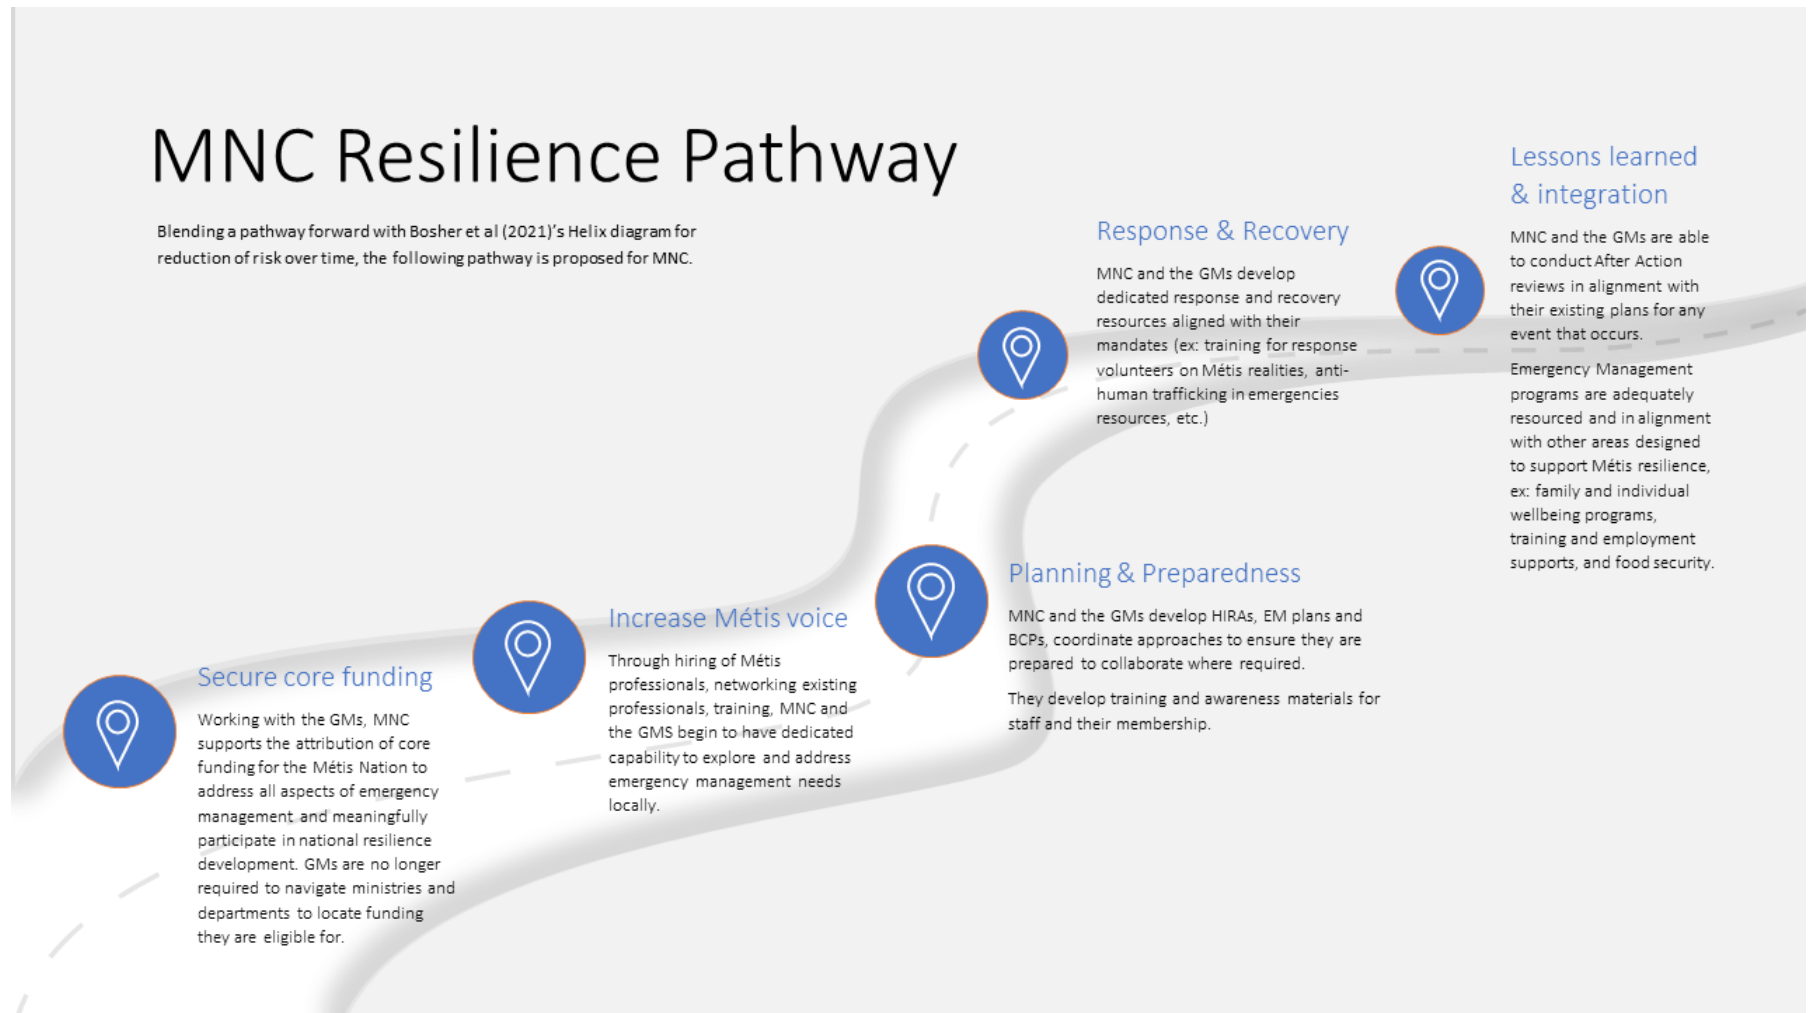 MNC Resilience Pathway
Blending a pathway forward with Bosher et al (2021)'s Helix diagram for
reduction of risk over time, the following pathway is proposed for MNC.
Secure core funding
Working with the GMs, MNC
supports the attribution of core
funding for the Métis Nation to
address all aspects of emergency
management and meaningfully
participate in national resilience
development. GMs are no longer
required to navigate ministries and
departments to locate funding
they are eligible for.
Increase Métis voice
Through hiring of Métis
professionals, networking existing
professionals, training, MNC and
the GMS begin to have dedicated
capability to explore and address
emergency management needs
locally.
Planning & Preparedness
MNC and the GMs develop HIRAs, EM plans and
BCPs, coordinate approaches to ensure they are
prepared to collaborate where required.
They develop training and awareness materials for
staff and their membership.
Response & Recovery
MNC and the GMs develop
dedicated response and recovery
resources aligned with their
mandates (ex: training for response
volunteers on Métis realities, anti-
human trafficking in emergencies
resources, etc.)
Lessons learned
& integration
MNC and the GMs are able
to conduct After Action
reviews in alignment with
their existing plans for any
event that occurs.
Emergency Management
programs are adequately
resourced and in alignment
with other areas designed
to support Métis resilience,
ex: family and individual
wellbeing programs,
training and employment
supports, and food security.